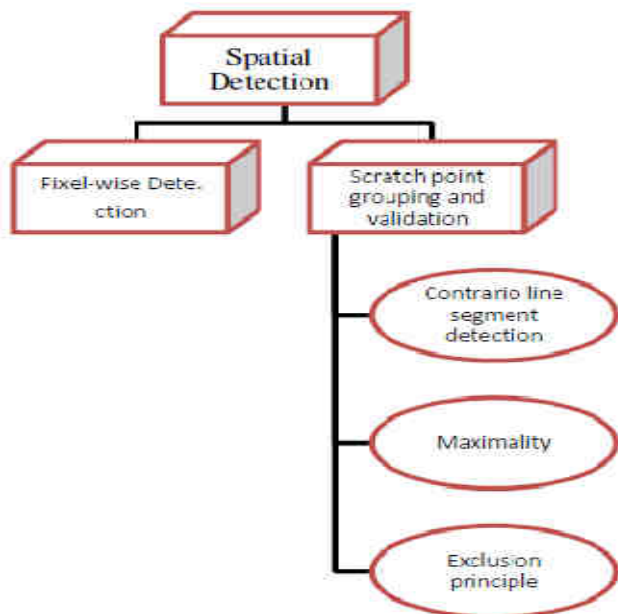 Spatial
Detection
Fixel-wise Dete.
ction
Scratch point
grouping and
validation
Contrario line
segment
detection
Maximality
Exclusion
principle